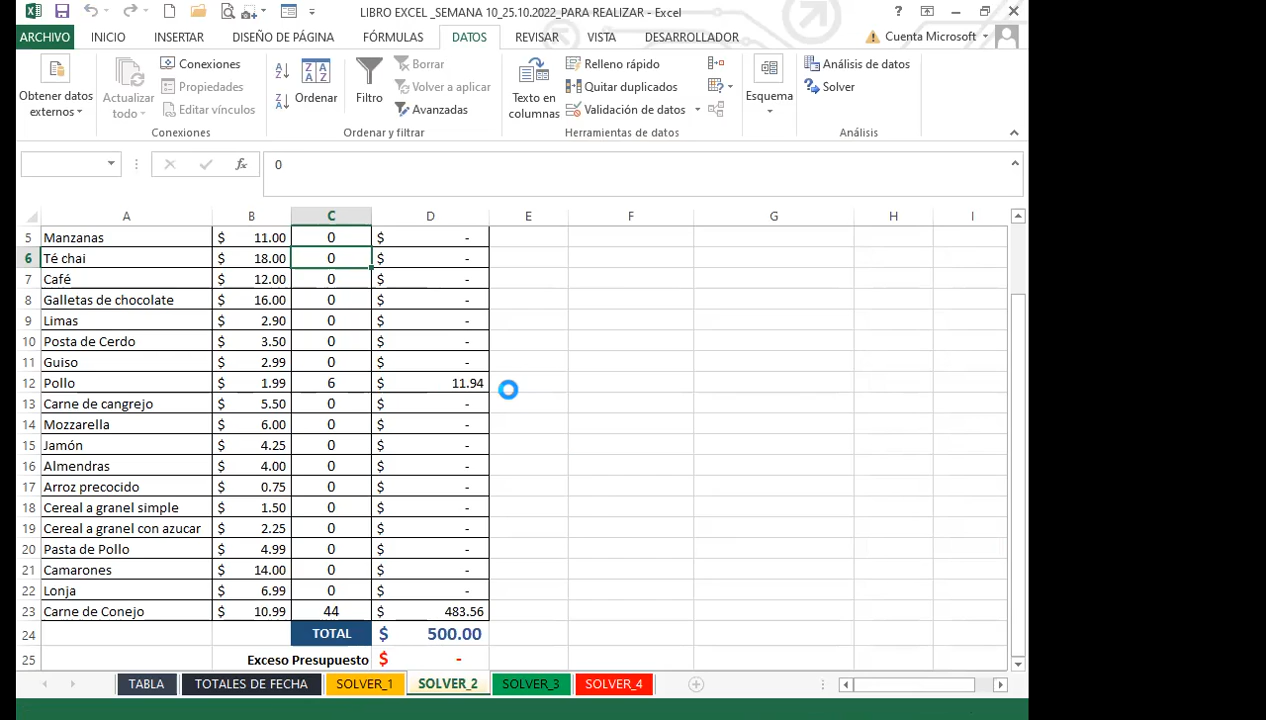 LIBRO EXCEL _SEMANA 10_25.10.2022_PARA REALIZAR - Excel
ARCHIVO INICIO INSERTAR DISEÑO DE PÁGINA FÓRMULAS DATOS REVISAR VISTA DESARROLLADOR Cuenta Microsoft
Obtener datos externos
Actualizar todo
Conexiones
Propiedades
Editar vínculos
Conexiones
Ordenar
Filtro
Borrar
Volver a aplicar
Avanzadas
Ordenar y filtrar
Texto en columnas
Relleno rápido
Quitar duplicados
Validación de datos
Herramientas de datos
Esquema
Análisis de datos
Solver
Análisis
fx 0
A B C D E F G H I
5 Manzanas $ 11.00 0 $ -
6 Té chai $ 18.00 0 $ -
7 Café $ 12.00 0 $ -
8 Galletas de chocolate $ 16.00 0 $ -
9 Limas $ 2.90 0 $ -
10 Posta de Cerdo $ 3.50 0 $ -
11 Guiso $ 2.99 0 $ -
12 Pollo $ 1.99 6 $ 11.94
13 Carne de cangrejo $ 5.50 0 $ -
14 Mozzarella $ 6.00 0 $ -
15 Jamón $ 4.25 0 $ -
16 Almendras $ 4.00 0 $ -
17 Arroz precocido $ 0.75 0 $ -
18 Cereal a granel simple $ 1.50 0 $ -
19 Cereal a granel con azucar $ 2.25 0 $ -
20 Pasta de Pollo $ 4.99 0 $ -
21 Camarones $ 14.00 0 $ -
22 Lonja $ 6.99 0 $ -
23 Carne de Conejo $ 10.99 44 $ 483.56
24 TOTAL $ 500.00
25 Exceso Presupuesto $ -
TABLA TOTALES DE FECHA SOLVER_1 SOLVER_2 SOLVER_3 SOLVER_4